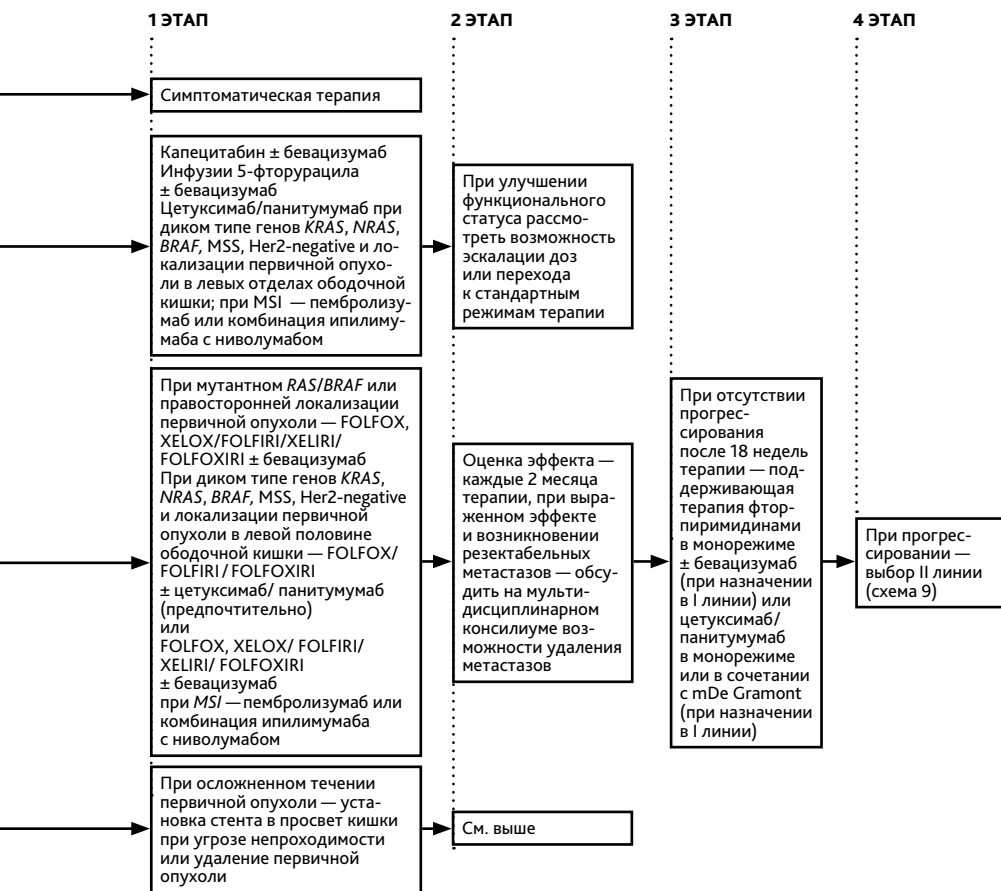 1 ЭТАП
2 ЭТАП
3 ЭТАП
4 ЭТАП
Симптоматическая терапия
Капецитабин ± бевацизумаб
Инфузии 5-фторурацила
± бевацизумаб
Цетуксимаб/панитумумаб при
диком типе генов KRAS, NRAS,
BRAF, MSS, Her2-negative и ло-
кализации первичной опухо-
ли в левых отделах ободочной
кишки; при MSI — пембролизу-
маб или комбинация ипилиму-
маба с ниволумабом
При улучшении
функционального
статуса рассмо-
треть возможность
эскалации доз
или перехода
к стандартным
режимам терапии
При мутантном RAS/BRAF или
правосторонней локализации
первичной опухоли — FOLFOX,
XELOX/FOLFIRI/XELIRI/
FOLFOXIRI ± бевацизумаб
При диком типе генов KRAS,
NRAS, BRAF, MSS, Her2-negative
и локализации первичной
опухоли в левой половине
ободочной кишки — FOLFOX/
FOLFIRI / FOLFOXIRI
± цетуксимаб/ панитумумаб
(предпочтительно)
или
FOLFOX, XELOX/ FOLFIRI/
XELIRI/ FOLFOXIRI
± бевацизумаб
при MSI — пембролизумаб или
комбинация ипилимумаба
с ниволумабом
Оценка эффекта —
каждые 2 месяца
терапии, при выра-
женном эффекте
и возникновении
резектабельных
метастазов — обсу-
дить на мульти-
дисциплинарном
консилиуме воз-
можности удаления
метастазов
При отсутствии
прогрес-
сирования
после 18 недель
терапии — под-
держивающая
терапия фтор-
пиримидинами
в монорежиме
± бевацизумаб
(при назначении
в I линии) или
цетуксимаб/
панитумумаб
в монорежиме
или в сочетании
с mDe Gramont
(при назначении
в I линии)
При прогрес-
сировании —
выбор II линии
(схема 9)
При осложненном течении
первичной опухоли — уста-
новка стента в просвет кишки
при угрозе непроходимости
или удаление первичной
опухоли
См. выше